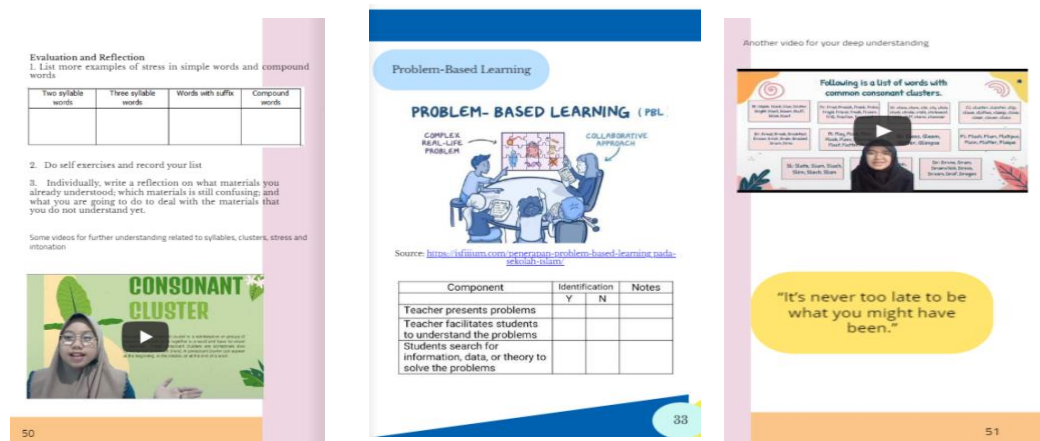 Evaluation and Reflection
1. List more examples of stress in simple words and compound
words
Two syllable
words
Three syllable
words
Words with suffix
Compound
words
2. Do self exercises and record your list
3. Individually, write a reflection on what materials you
already understood; which materials is still confusing; and
what you are going to do to deal with the materials that
you do not understand yet.
Some videos for further understanding related to syllables, clusters, stress and
intonation
CONSONANT
CLUSTER
50
Problem-Based Learning
PROBLEM- BASED LEARNING ( PBL
COMPLEX
REAL-LIFE
PROBLEM
COLLABORATIVE
APPROACH
Source: https://isfiijum.com/penerapan-problem-based-learning-pada-
sekolah-islam/
Component
Identification
Notes
Y
N
Teacher presents problems
Teacher facilitates students
to understand the problems
Students search for
information, data, or theory to
solve the problems
33
Another video for your deep understanding
Following is a list of words with
common consonant clusters.
“It’s never too late to be
what you might have
been.”
51